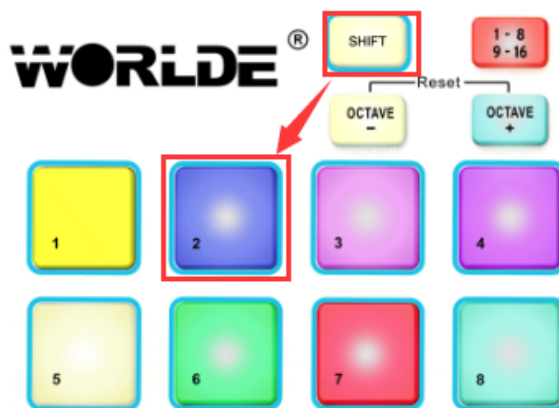 WORLDE ®
SHIFT
1 - 8
9 - 16
Reset
OCTAVE
–
OCTAVE
+
1
2
3
4
5
6
7
8